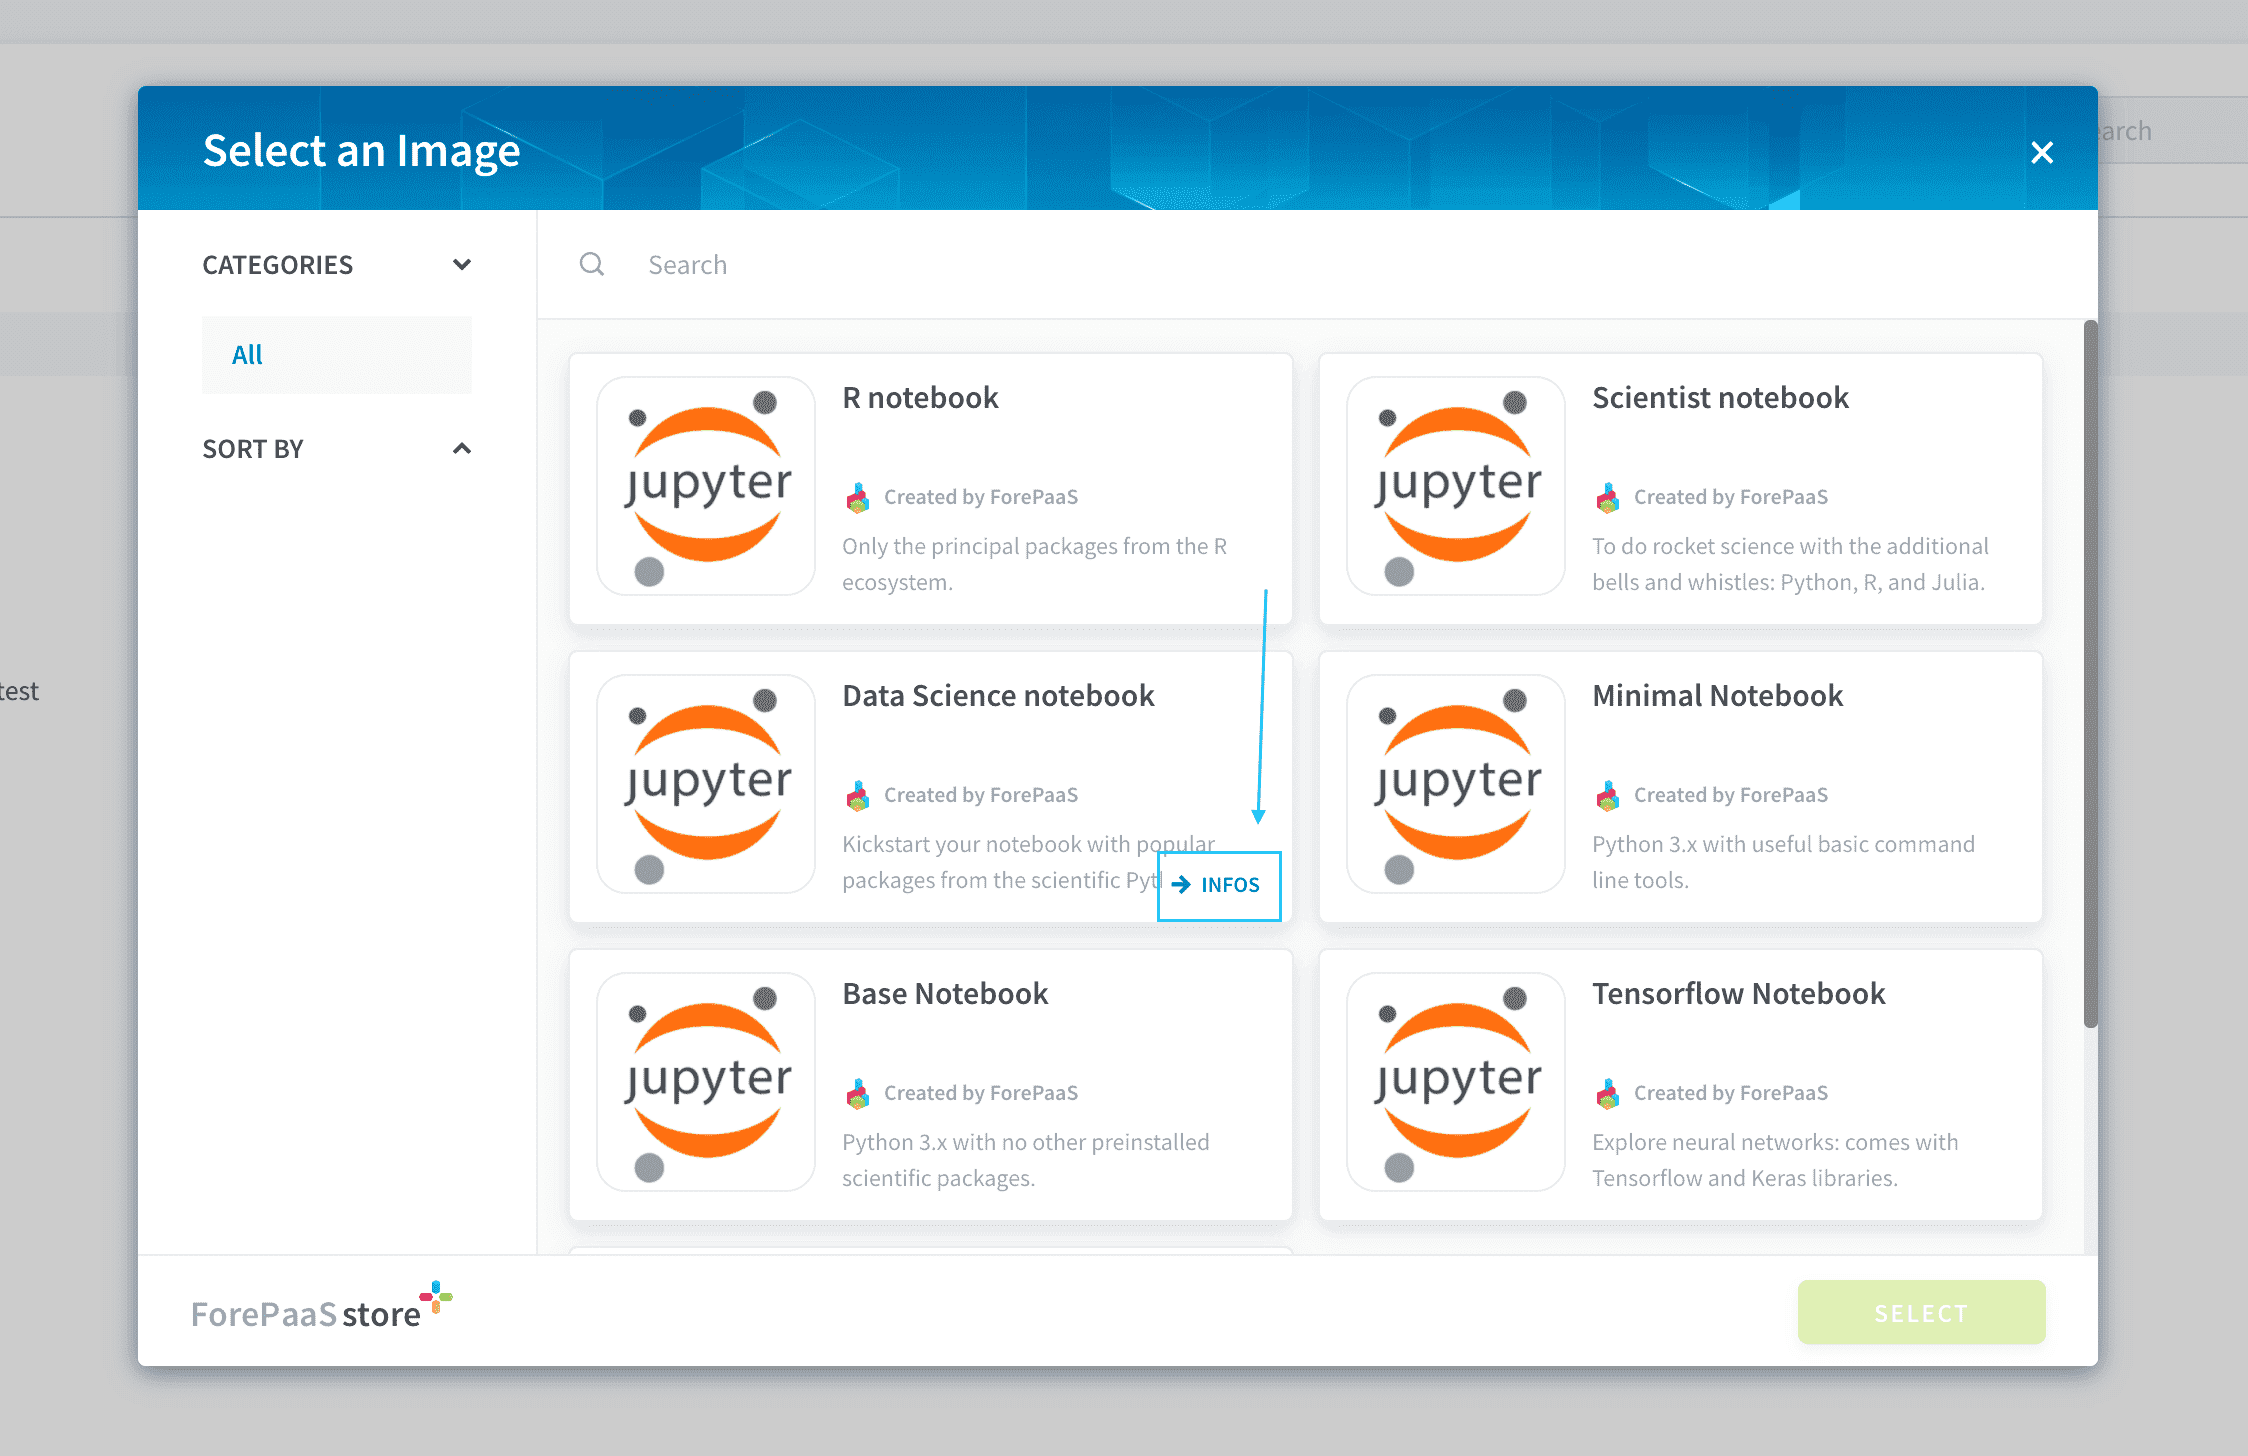 Select an Image
arch
CATEGORIES
Search
All
SORT BY
test
jupyter
R notebook
Created by ForePaaS
Only the principal packages from the R
ecosystem.
jupyter
Scientist notebook
Created by ForePaaS
To do rocket science with the additional
bells and whistles: Python, R, and Julia.
jupyter
Data Science notebook
Created by ForePaaS
Kickstart your notebook with popular
packages from the scientific Pyt
INFOS
jupyter
Minimal Notebook
Created by ForePaaS
Python 3.x with useful basic command
line tools.
jupyter
Base Notebook
Created by ForePaaS
Python 3.x with no other preinstalled
scientific packages.
jupyter
Tensorflow Notebook
Created by ForePaaS
Explore neural networks: comes with
Tensorflow and Keras libraries.
ForePaaS store
SELECT